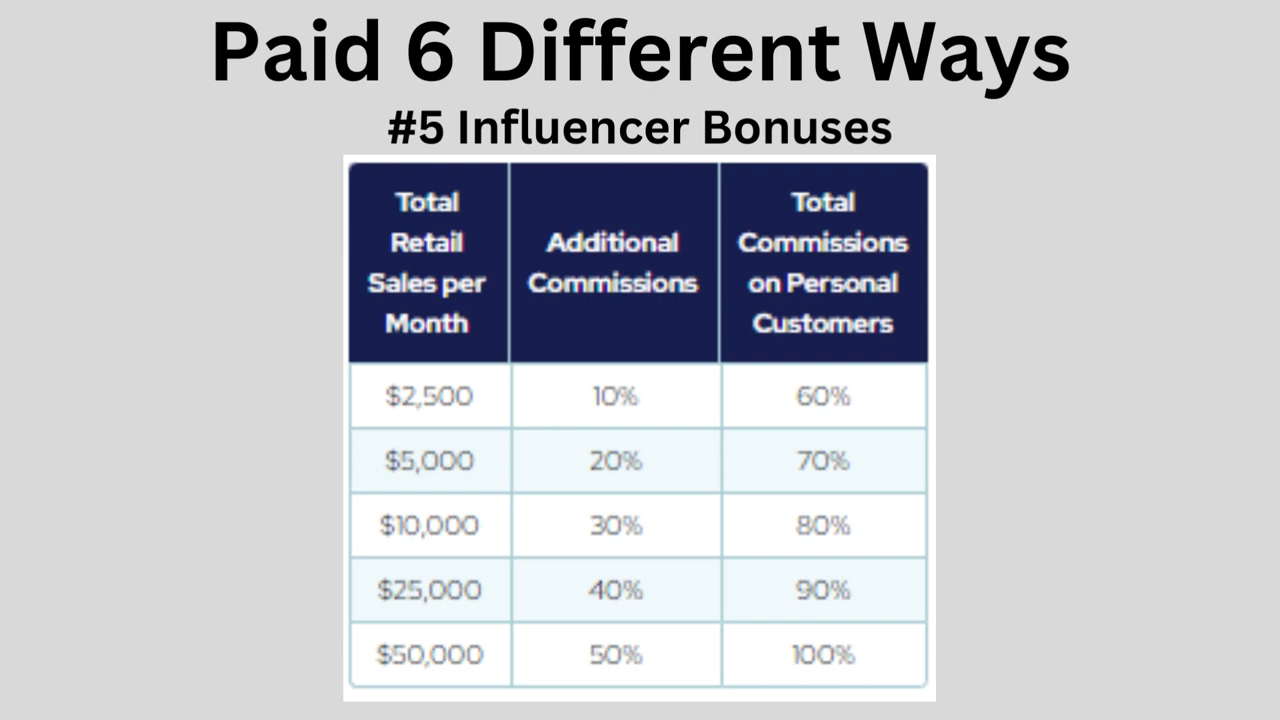 Paid 6 Different Ways
#5 Influencer Bonuses
Total
Retail
Sales per
Month
Additional
Commissions
Total
Commissions
on Personal
Customers
$2,500 10% 60%
$5,000 20% 70%
$10,000 30% 80%
$25,000 40% 90%
$50,000 50% 100%